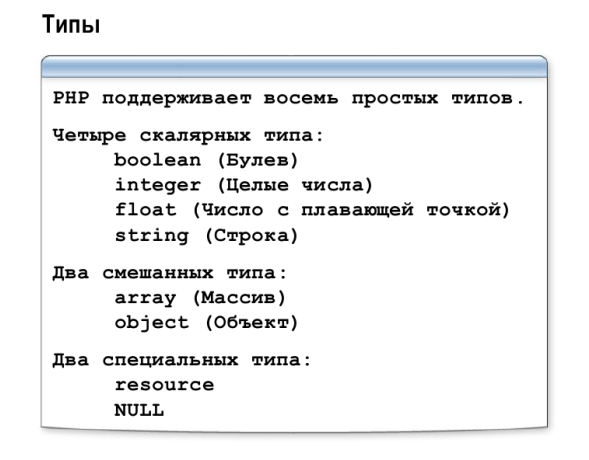 Типы
PHP поддерживает восемь простых типов.
Четыре скалярных типа:
boolean (Булев)
integer (Целые числа)
float (Число с плавающей точкой)
string (Строка)
Два смешанных типа:
array (Массив)
object (Объект)
Два специальных типа:
resource
NULL